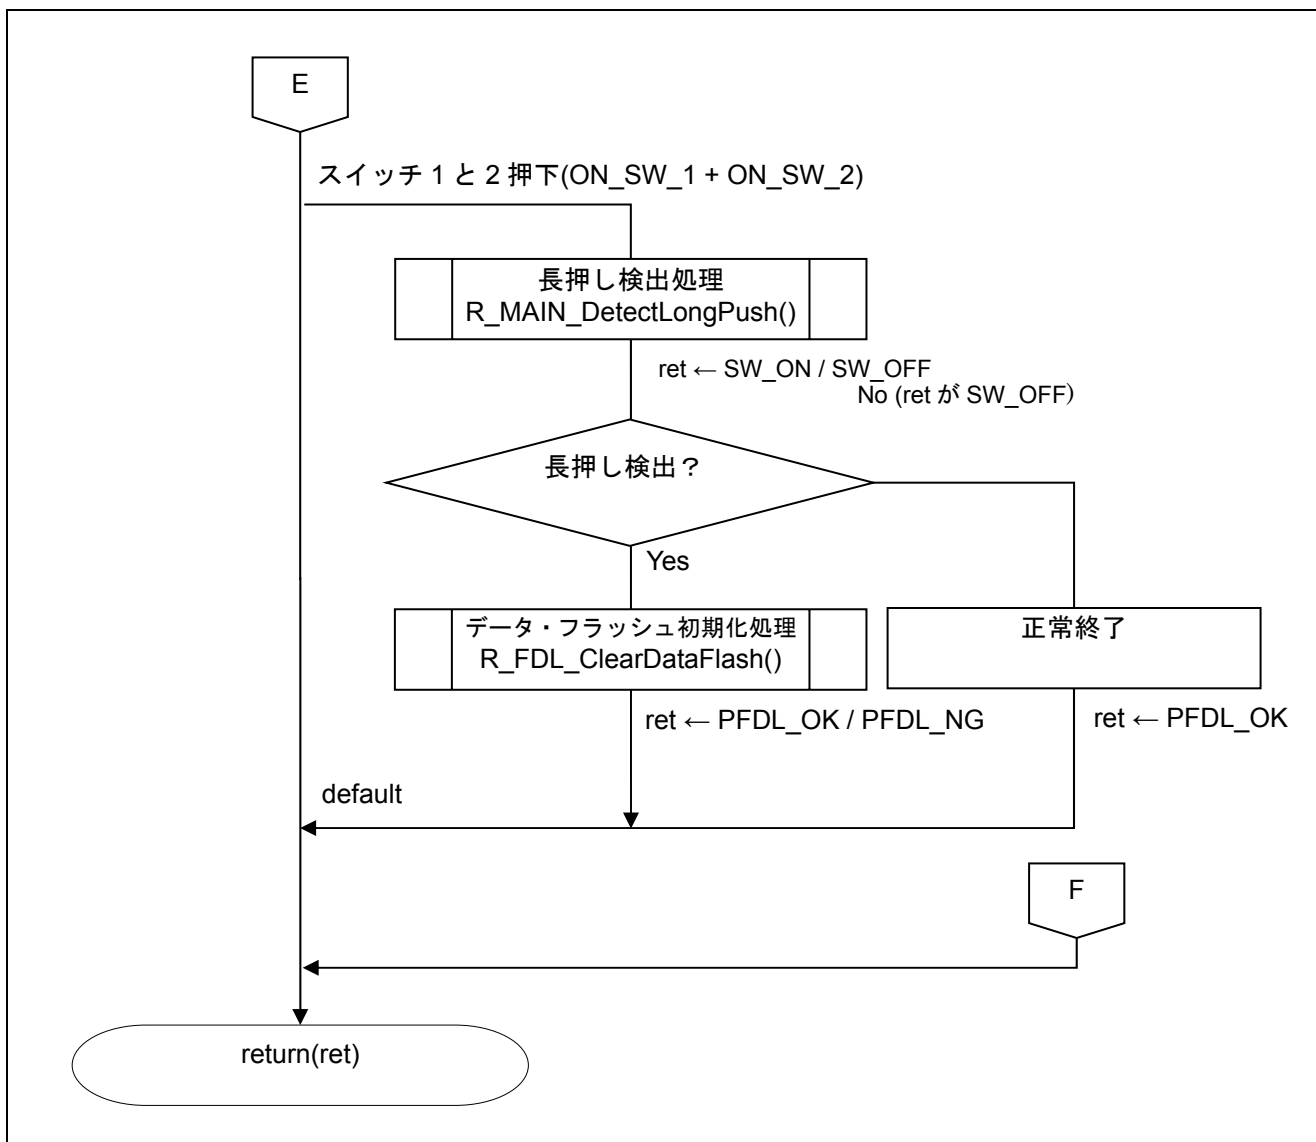 E
スイッチ 1 と 2 押下(ON_SW_1 + ON_SW_2)
長押し検出処理
R_MAIN_DetectLongPush()
ret ← SW_ON / SW_OFF
No (ret が SW_OFF)
長押し検出？
Yes
データ・フラッシュ初期化処理
R_FDL_ClearDataFlash()
正常終了
ret ← PFDL_OK / PFDL_NG
ret ← PFDL_OK
default
F
return(ret)